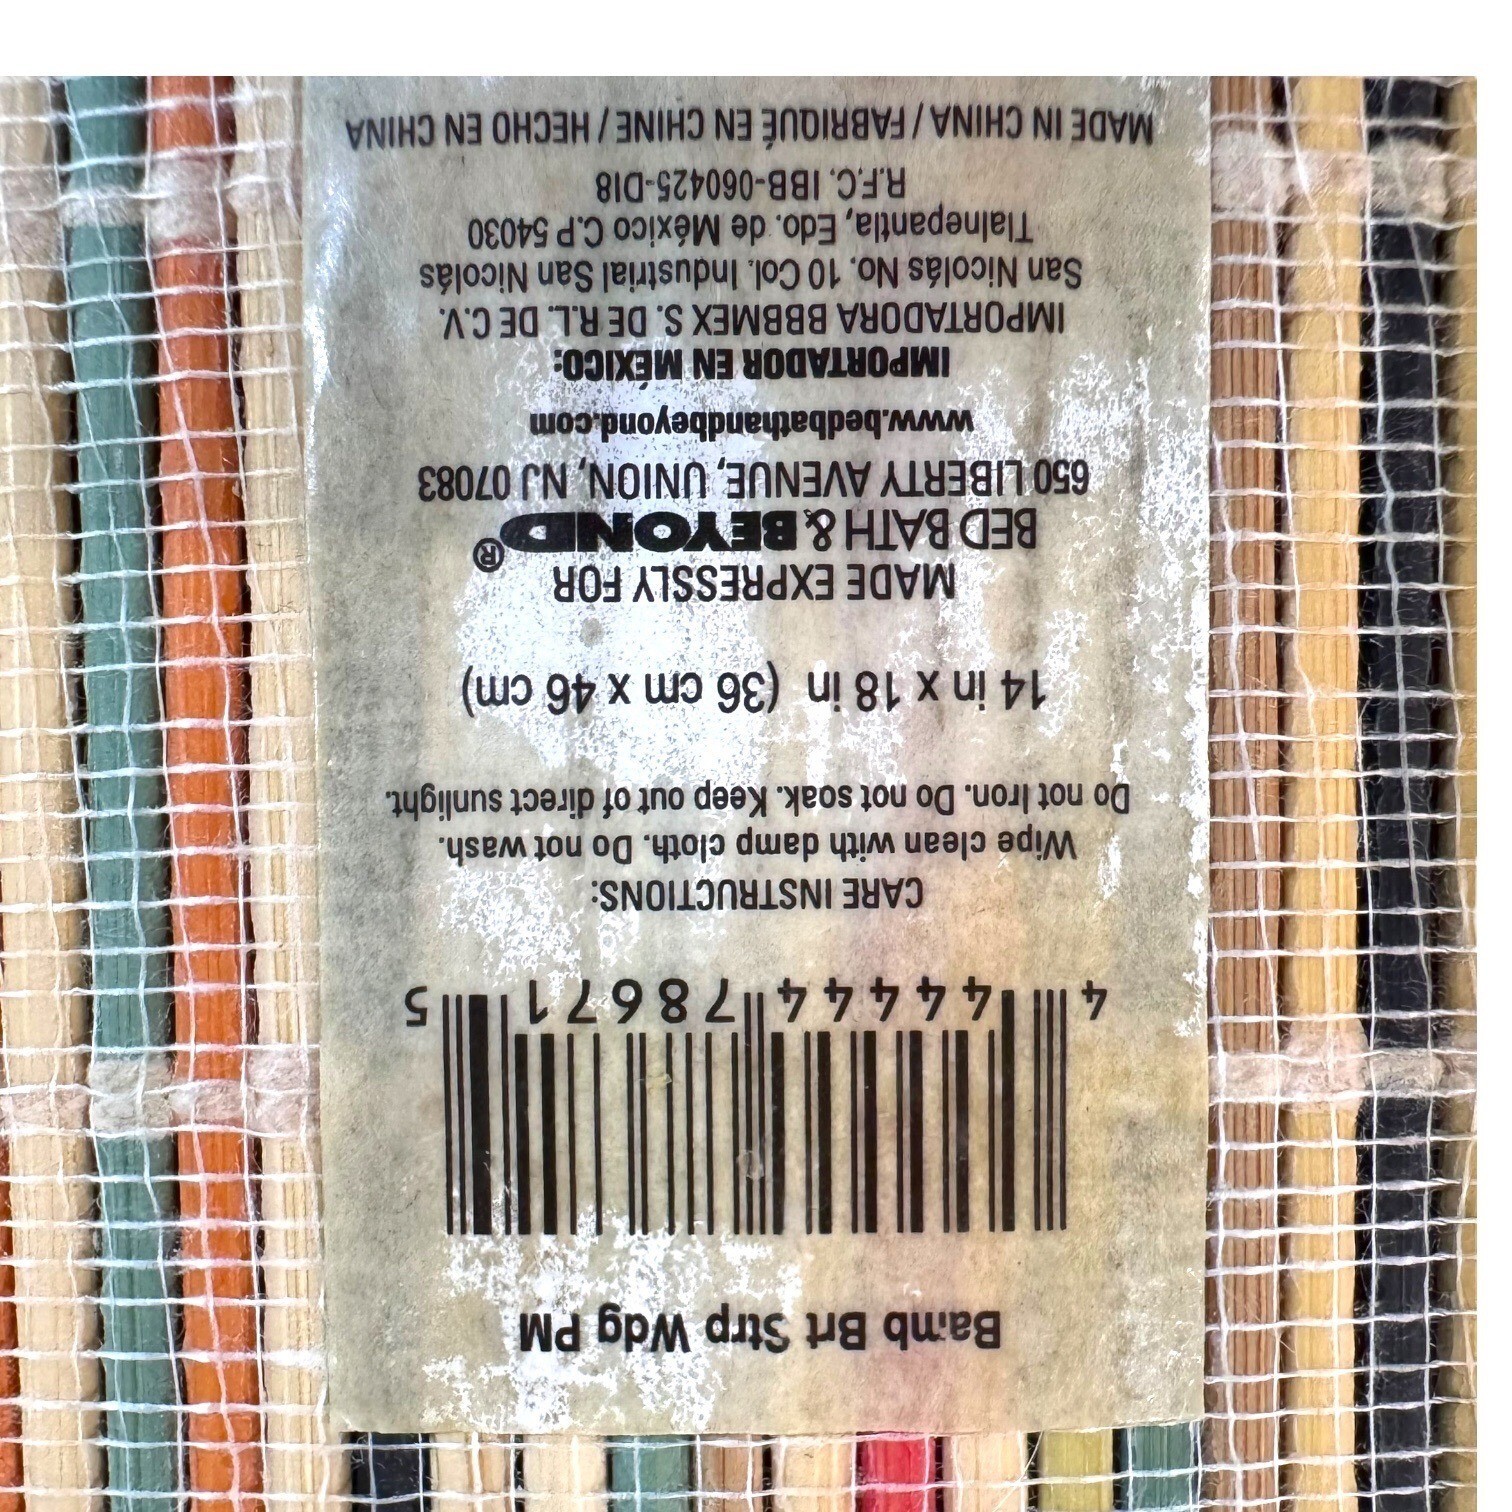 Bamb Brt Strp Wdg PM
4 44444 78671 5
CARE INSTRUCTIONS:
Wipe clean with damp cloth. Do not wash.
Do not Iron. Do not soak. Keep out of direct sunlight.
14 in x 18 in (36 cm x 46 cm)
MADE EXPRESSLY FOR
BED BATH & BEYOND®
650 LIBERTY AVENUE, UNION, NJ 07083
www.bedbathandbeyond.com
IMPORTADOR EN MÉXICO:
IMPORTADORA BBBMEX S. DE R.L. DE C.V.
San Nicolás No. 10 Col. Industrial San Nicolás
Tlalnepantla, Edo. de México C.P 54030
R.F.C. IBB-060425-DI8
MADE IN CHINA / FABRIQUÉ EN CHINE / HECHO EN CHINA